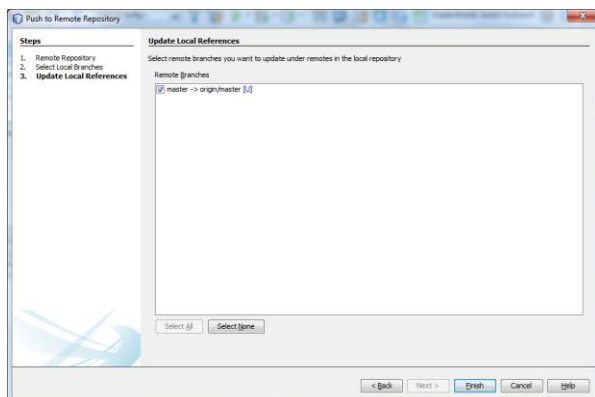 Push to Remote Repository
Steps
1. Remote Repository
2. Select Local Branches
3. Update Local References
Update Local References
Select remote branches you want to update under remotes in the local repository
Remote Branches
master -> origin/master [U]
Select All
Select None
< Back
Next >
Finish
Cancel
Help